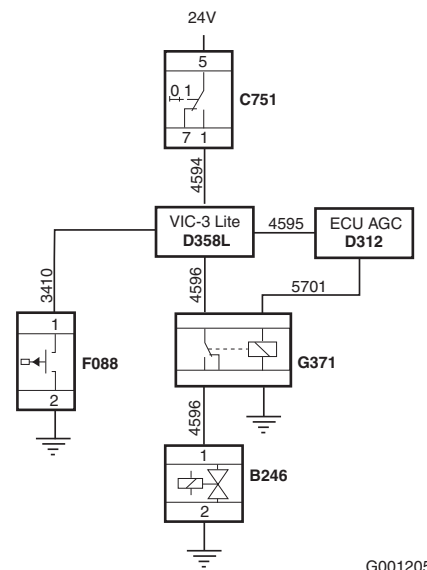 24V
5
0 1
C751
7 1
4594
VIC-3 Lite
D358L
4595
ECU AGC
D312
3410
4596
5701
1
F088
2
G371
4596
1
B246
2
G001205